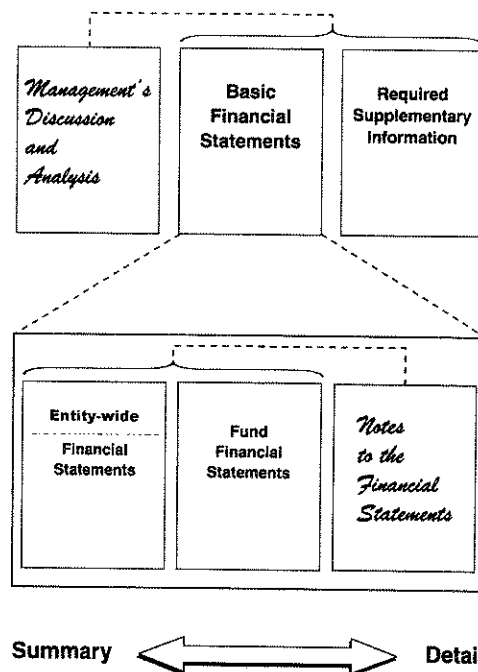 Management's
Discussion
and
Analysis
Basic
Financial
Statements
Required
Supplementary
Information
Entity-wide
Financial
Statements
Fund
Financial
Statements
Notes
to the
Financial
Statements
Summary
Detai